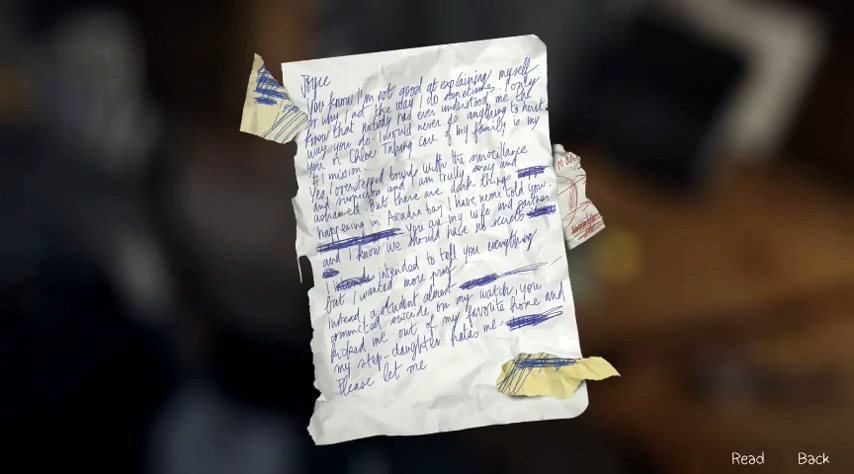 Joyce
You know I'm not good at explaining myself
or why I act the way I do sometimes. I only
know that nobody has ever understood me the
way you do. I would never do anything to hurt
you or Chloe Taking care of my family is my
mission.
Yes, I overstepped bounds with the surveillance
and suspicion and I am truly sorry and
ashamed. But there are dark things
happening in Arcadia bay I have never told you.
You are my wife and partner
and I know we should have no secrets
I intended to tell you everything
but I wanted more proof
Instead a student almost
committed suicide on my watch, you
kicked me out of my favorite home and
my step-daughter hates me.
Please let me
Read Back